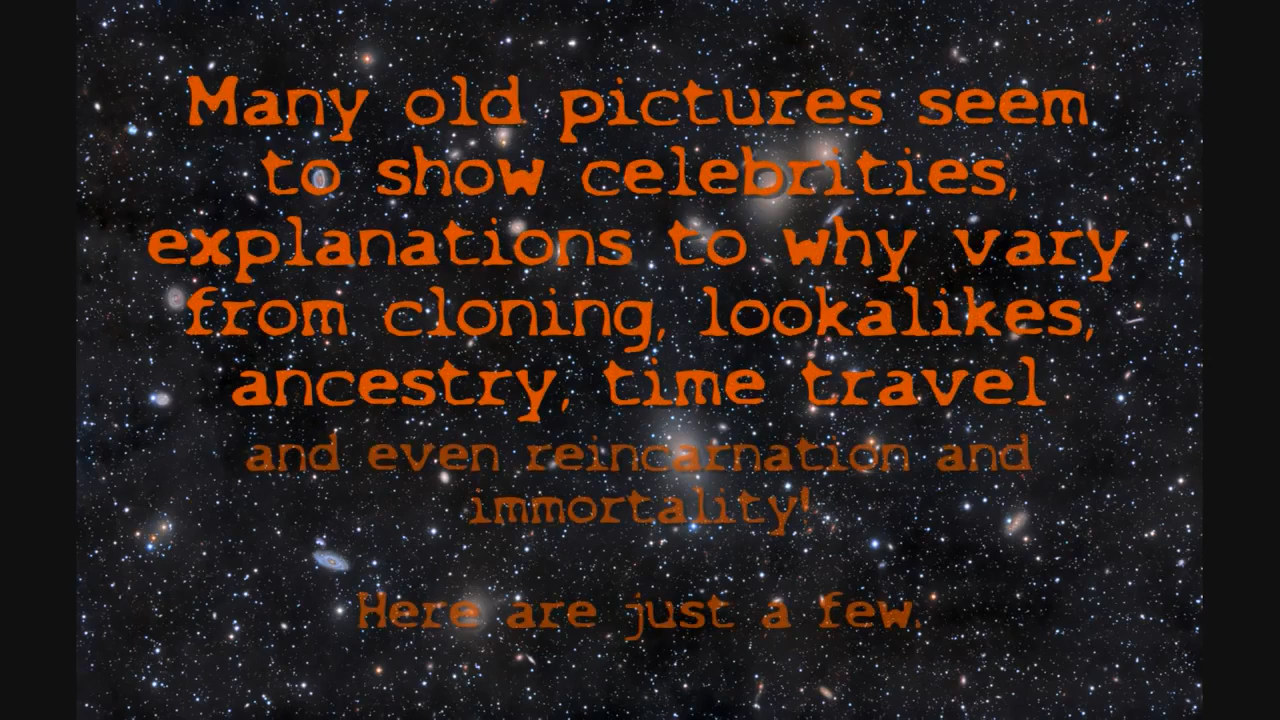 Many old pictures seem
to show celebrities,
explanations to why vary
from cloning, lookalikes,
ancestry, time travel
and even reincarnation and
immortality!
Here are just a few.